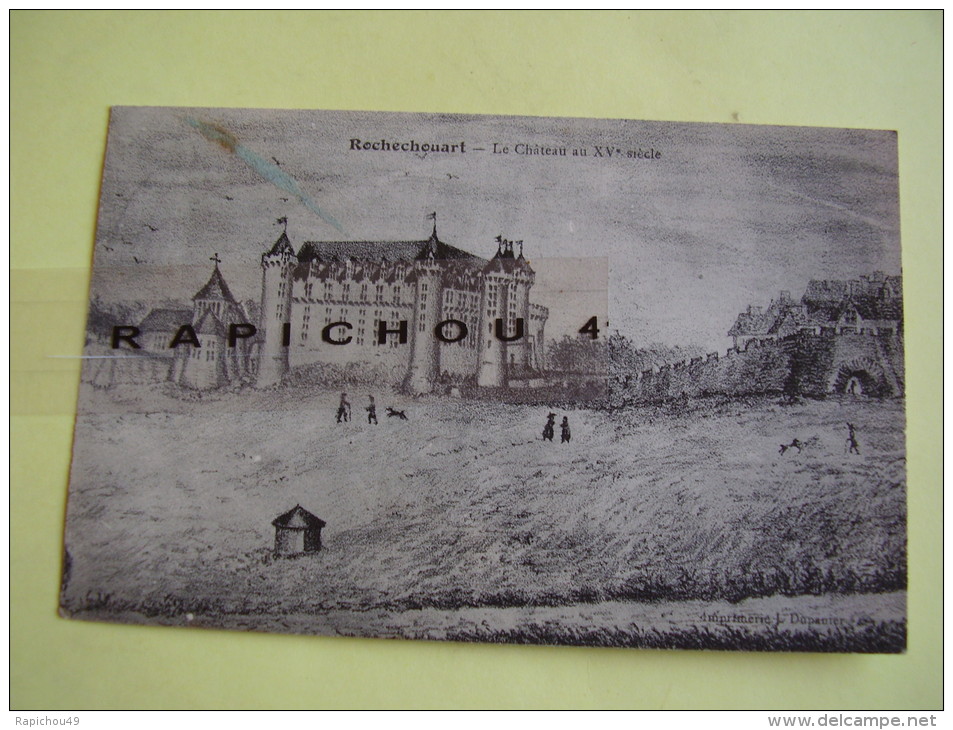 Rochechouart — Le Château au XVe siècle
RAPICHOU 4
Imprimerie J. Dupanier
Rapichou49
www.delcampe.net